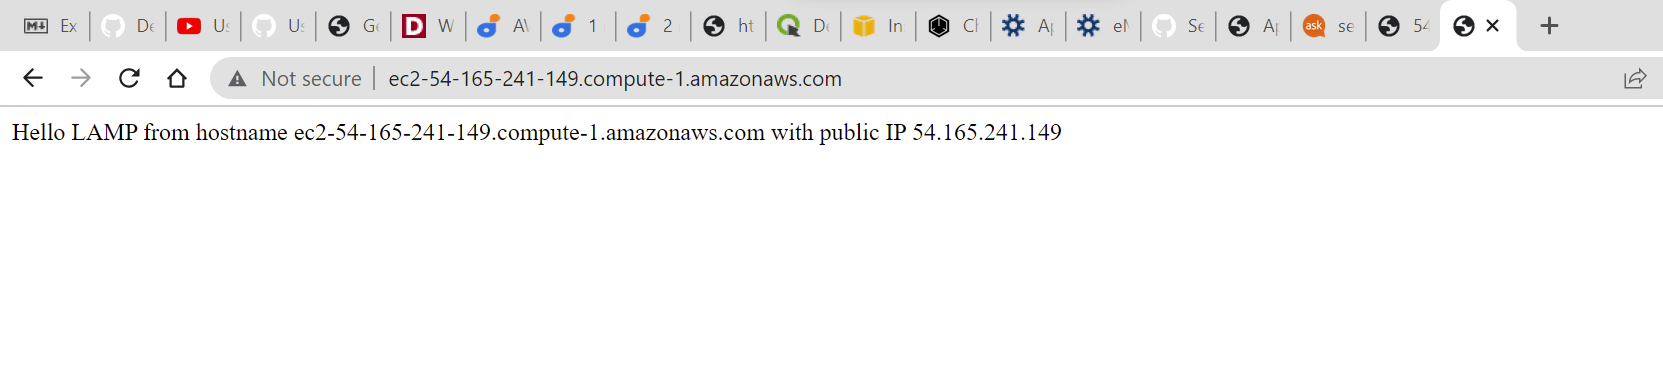 Ex De Us Us Ge W AW 1 2 ht De In Ch Ap eN Se Ap ask se 54
Not secure ec2-54-165-241-149.compute-1.amazonaws.com
Hello LAMP from hostname ec2-54-165-241-149.compute-1.amazonaws.com with public IP 54.165.241.149